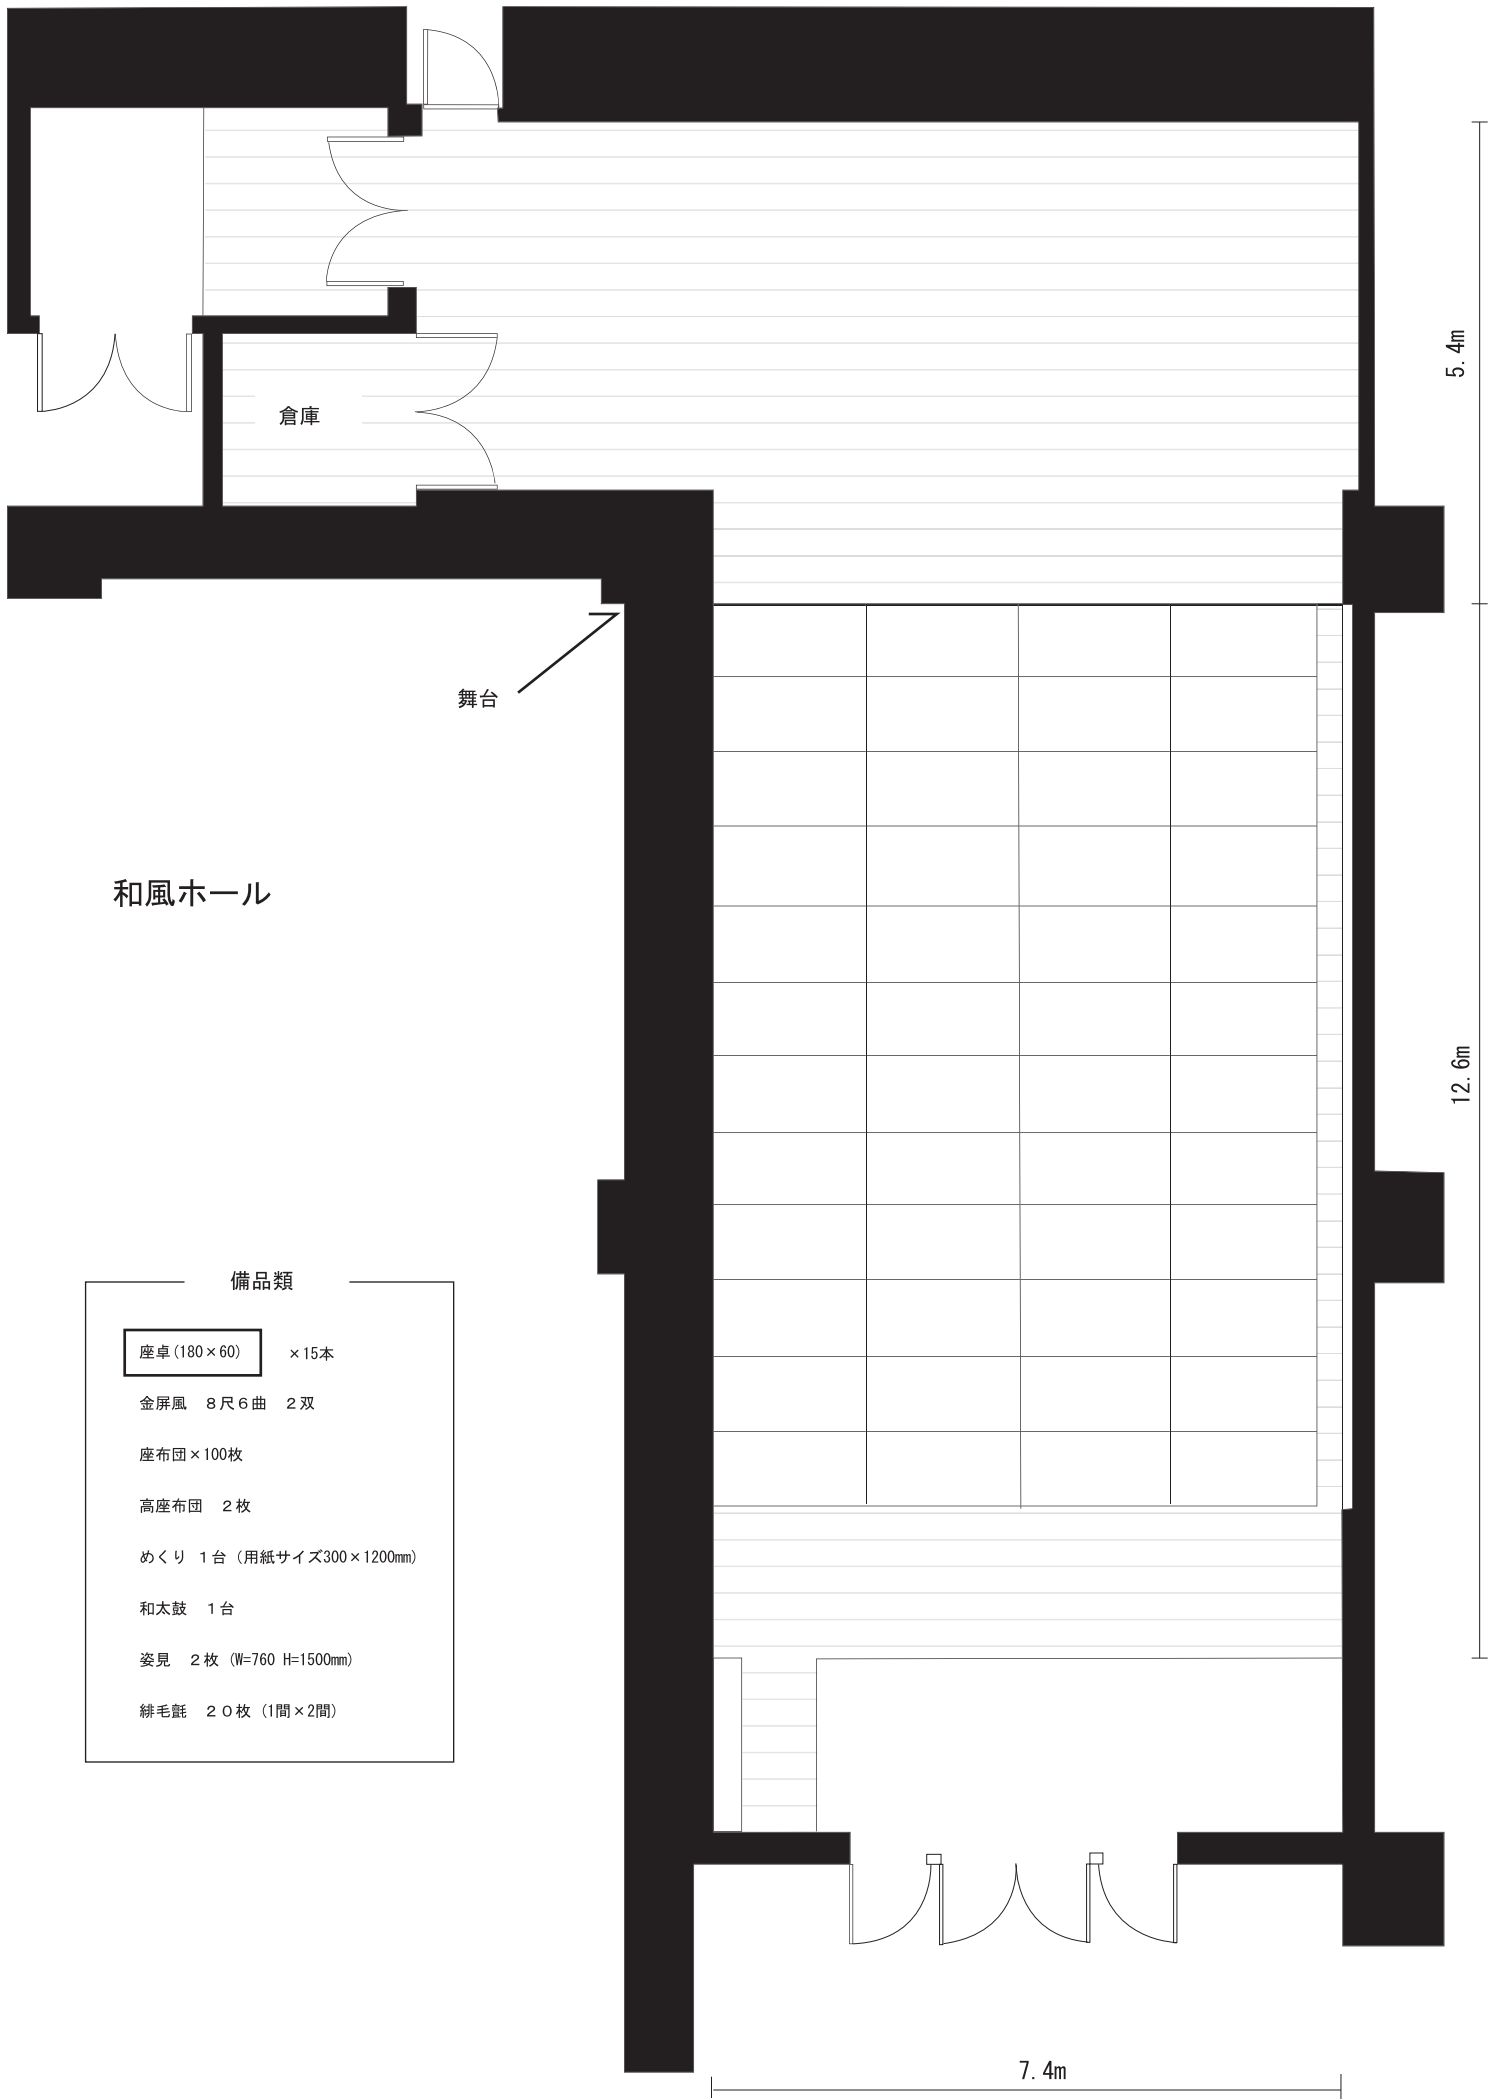 5.4m
倉庫
舞台
和風ホール
12.6m
備品類
座卓(180×60) ×15本
金屏風 8尺6曲 2双
座布団×100枚
高座布団 2枚
めくり 1台（用紙サイズ300×1200㎜）
和太鼓 1台
姿見 2枚（W=760 H=1500㎜）
緋毛氈 20枚（1間×2間）
7.4m